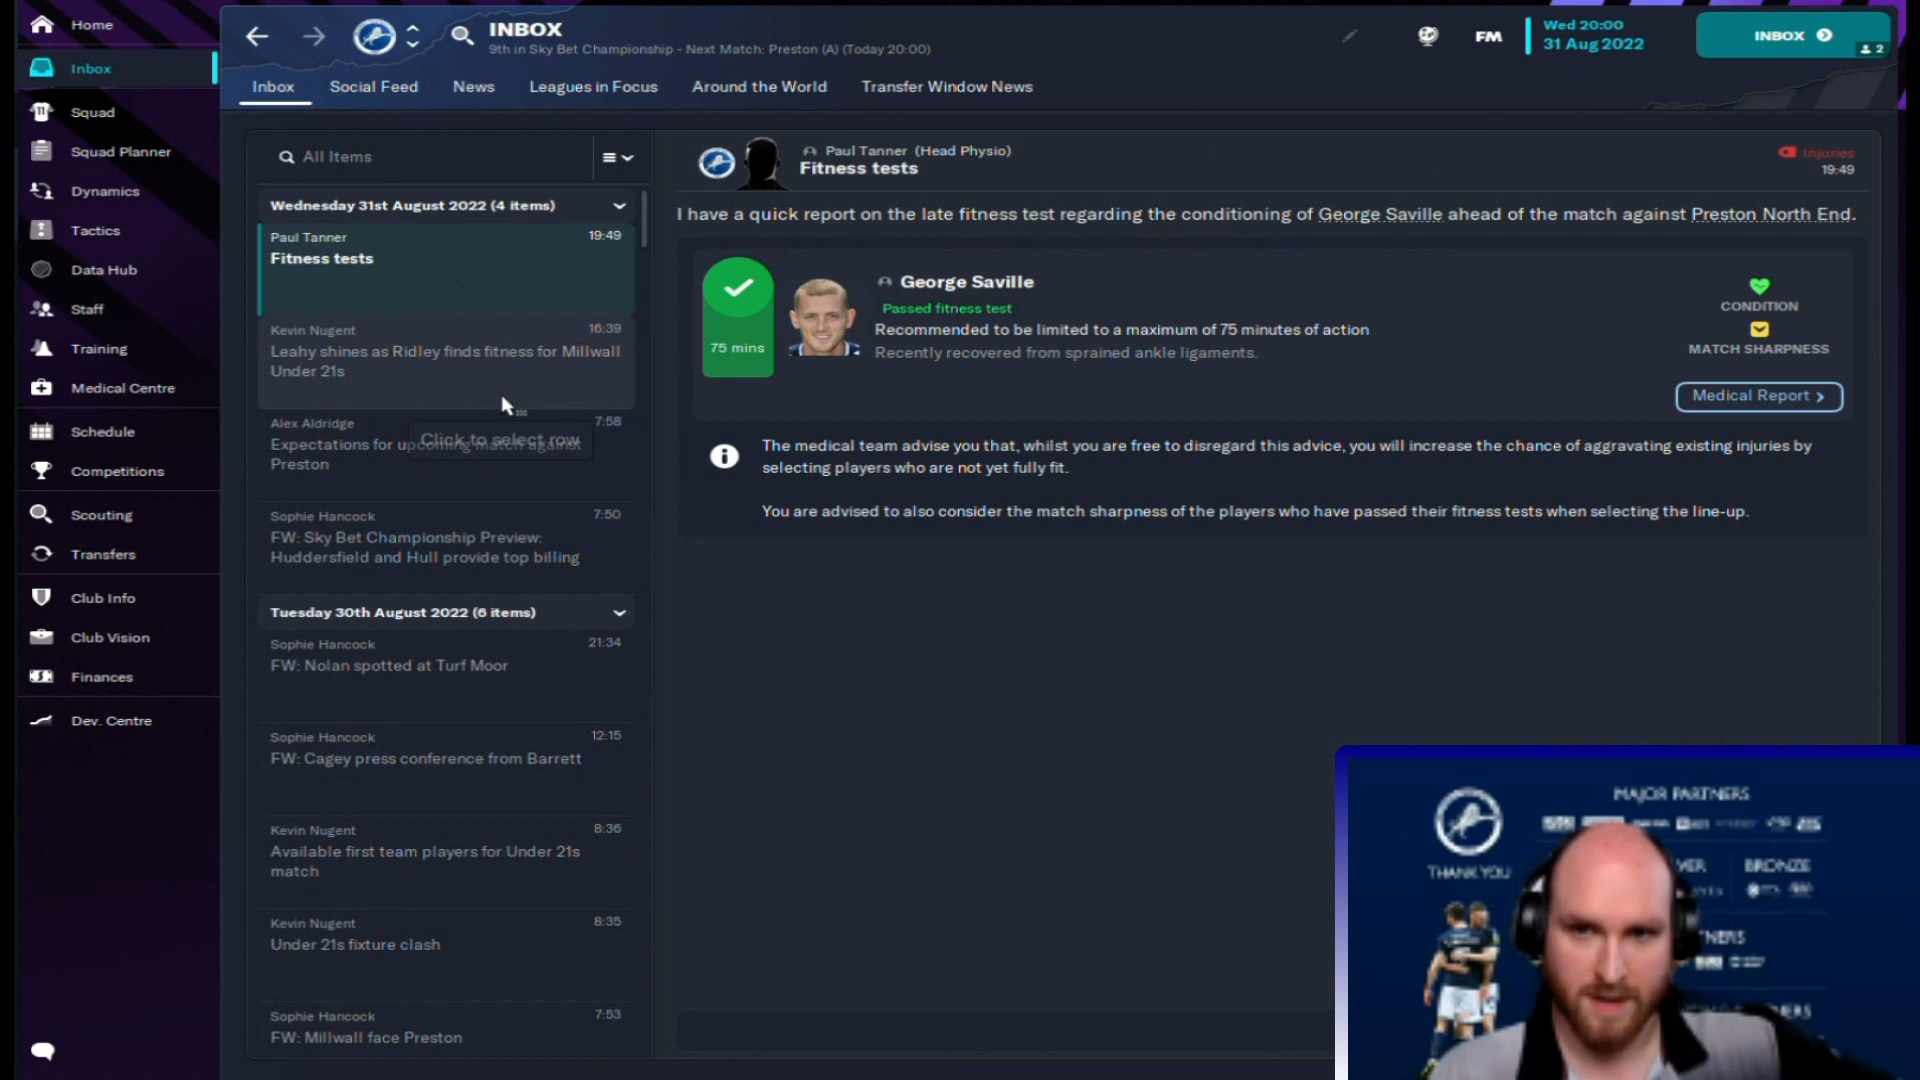 Home
Inbox
Squad
Squad Planner
Dynamics
Tactics
Data Hub
Staff
Training
Medical Centre
Schedule
Competitions
Scouting
Transfers
Club Info
Club Vision
Finances
Dev. Centre
INBOX
9th in Sky Bet Championship - Next Match: Preston (A) (Today 20:00)
FM
Wed 20:00
31 Aug 2022
INBOX
2
Inbox Social Feed News Leagues in Focus Around the World Transfer Window News
All Items
Wednesday 31st August 2022 (4 items)
Paul Tanner 19:49
Fitness tests
Kevin Nugent 16:39
Leahy shines as Ridley finds fitness for Millwall
Under 21s
Alex Aldridge 7:58
Expectations for upcoming match against
Preston
Click to select row
Sophie Hancock 7:50
FW: Sky Bet Championship Preview:
Huddersfield and Hull provide top billing
Tuesday 30th August 2022 (6 items)
Sophie Hancock 21:34
FW: Nolan spotted at Turf Moor
Sophie Hancock 12:15
FW: Cagey press conference from Barrett
Kevin Nugent 8:36
Available first team players for Under 21s
match
Kevin Nugent 8:35
Under 21s fixture clash
Sophie Hancock 7:53
FW: Millwall face Preston
Paul Tanner (Head Physio)
Fitness tests
Injuries
19:49
I have a quick report on the late fitness test regarding the conditioning of George Saville ahead of the match against Preston North End.
75 mins
George Saville
Passed fitness test
Recommended to be limited to a maximum of 75 minutes of action
Recently recovered from sprained ankle ligaments.
CONDITION
MATCH SHARPNESS
Medical Report
The medical team advise you that, whilst you are free to disregard this advice, you will increase the chance of aggravating existing injuries by
selecting players who are not yet fully fit.
You are advised to also consider the match sharpness of the players who have passed their fitness tests when selecting the line-up.
MAJOR PARTNERS
THANK YOU
BRONZE